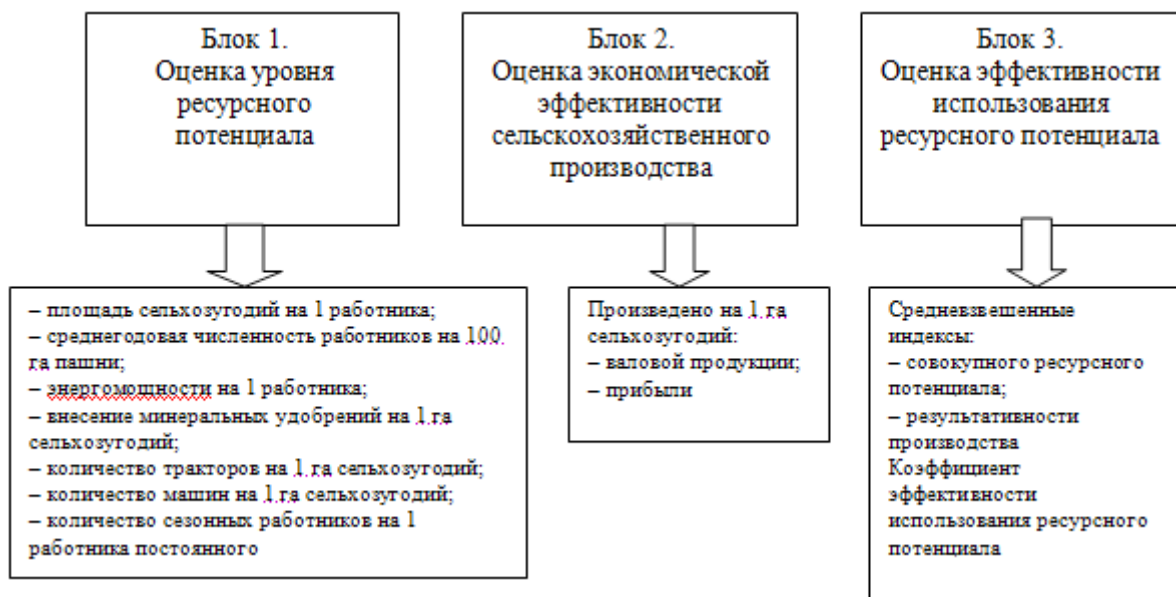 Блок 1.
Оценка уровня
ресурсного
потенциала
Блок 2.
Оценка экономической
эффективности
сельскохозяйственного
производства
Блок 3.
Оценка эффективности
использования
ресурсного потенциала
– площадь сельхозугодий на 1 работника;
– среднегодовая численность работников на 100
га пашни;
– энергомощности на 1 работника;
– внесение минеральных удобрений на 1 га
сельхозугодий;
– количество тракторов на 1 га сельхозугодий;
– количество машин на 1 га сельхозугодий;
– количество сезонных работников на 1
работника постоянного
Произведено на 1 га
сельхозугодий:
– валовой продукции;
– прибыли
Средневзвешенные
индексы:
– совокупного ресурсного
потенциала;
– результативности
производства
Коэффициент
эффективности
использования ресурсного
потенциала